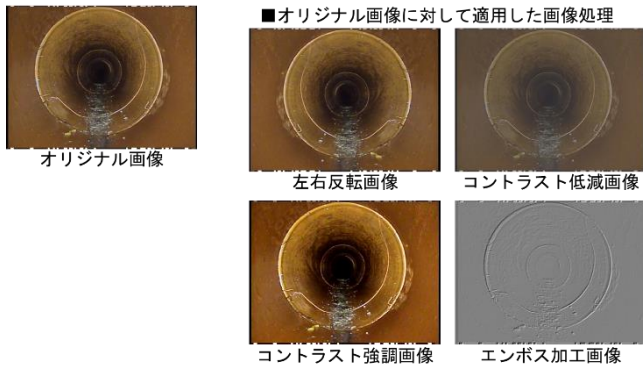 ■オリジナル画像に対して適用した画像処理
オリジナル画像
左右反転画像
コントラスト低減画像
コントラスト強調画像
エンボス加工画像